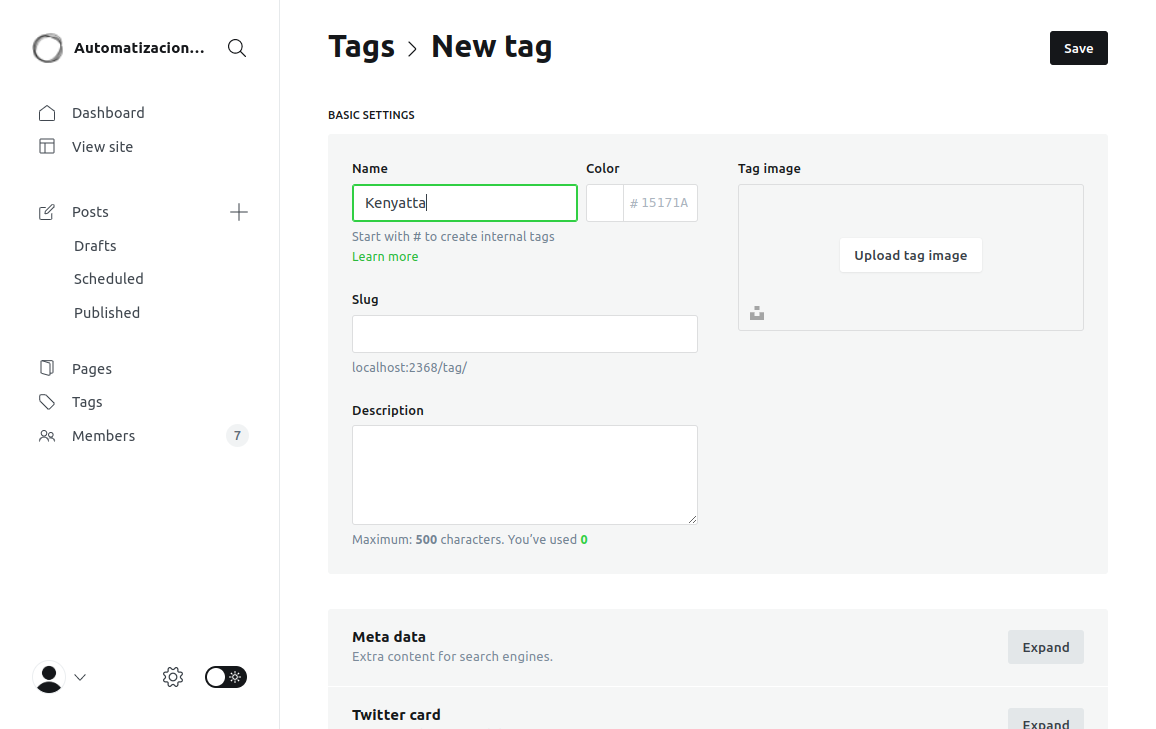 Automatizacion...
Dashboard
View site
Posts
Drafts
Scheduled
Published
Pages
Tags
Members 7
Tags > New tag
Save
BASIC SETTINGS
Name
Kenyatta
Start with # to create internal tags
Learn more
Color
# 15171A
Tag image
Upload tag image
Slug
localhost:2368/tag/
Description
Maximum: 500 characters. You’ve used 0
Meta data
Extra content for search engines.
Expand
Twitter card
Expand